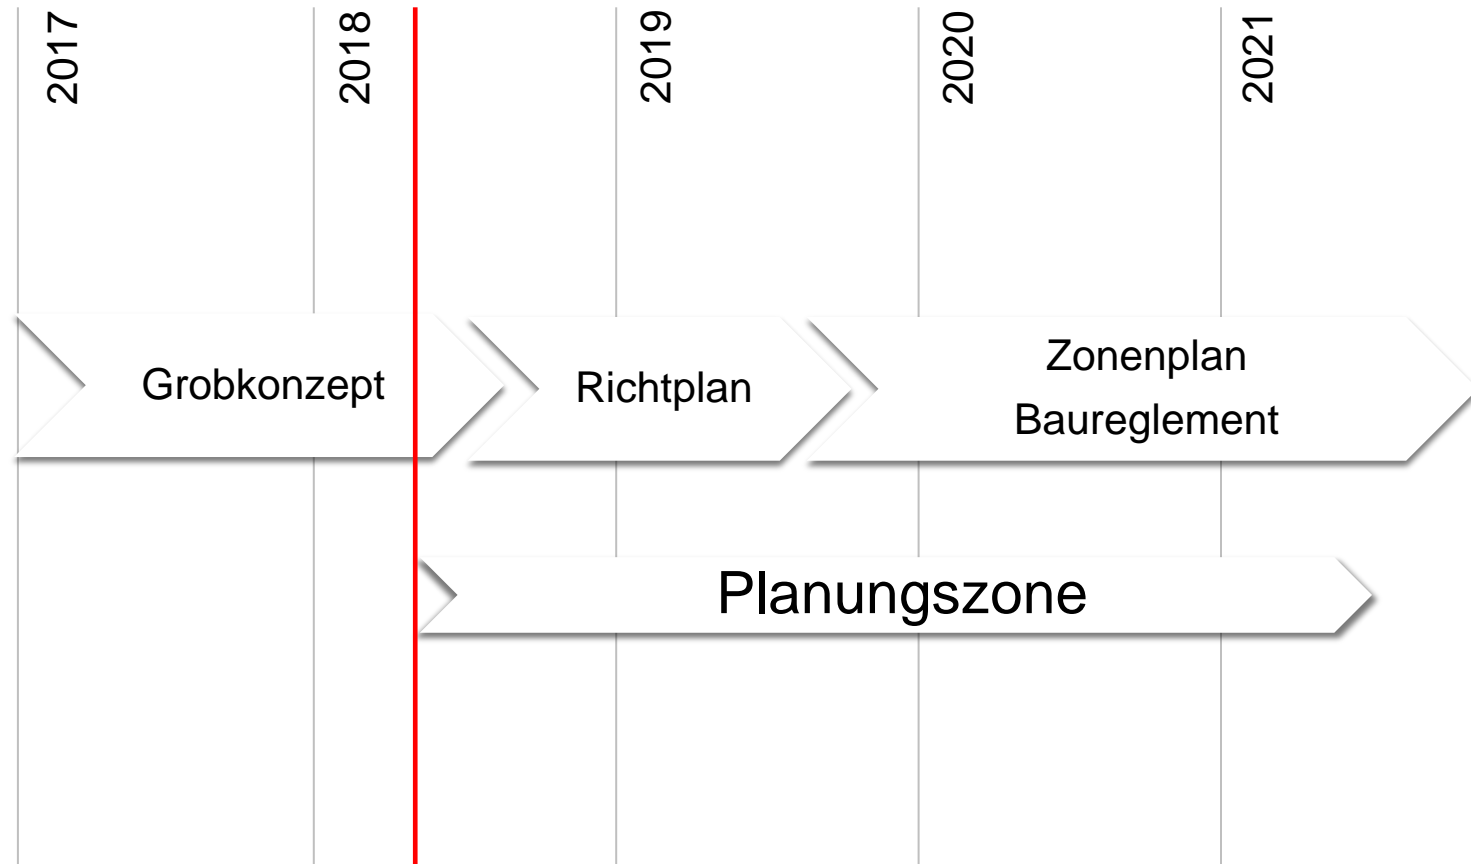 2017
2018
2019
2020
2021
Grobkonzept
Richtplan
Zonenplan
Baureglement
Planungszone